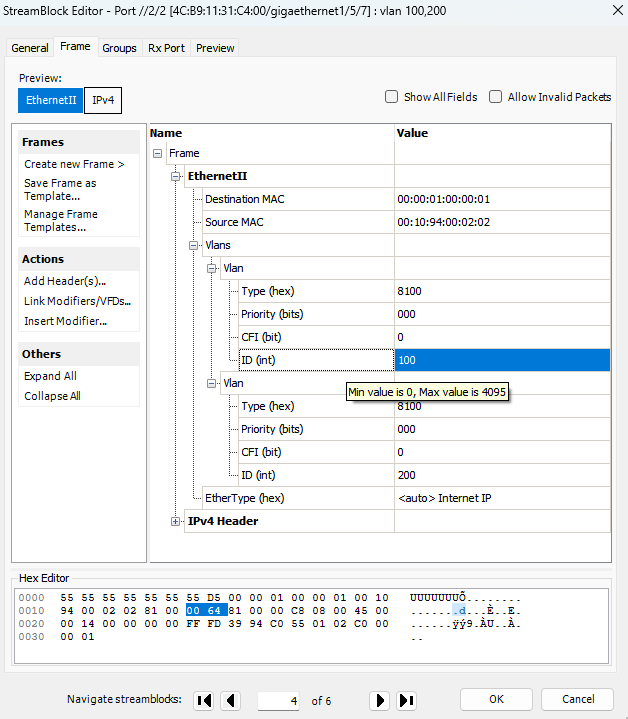 StreamBlock Editor - Port //2/2 [4C:B9:11:31:C4:00/gigaethernet1/5/7] : vlan 100,200
General Frame Groups Rx Port Preview
Preview:
EthernetII IPv4
Show All Fields Allow Invalid Packets
Frames
Create new Frame >
Save Frame as
Template...
Manage Frame
Templates...
Actions
Add Header(s)...
Link Modifiers/VFDs...
Insert Modifier...
Others
Expand All
Collapse All
Name Value
Frame
EthernetII
Destination MAC 00:00:01:00:00:01
Source MAC 00:10:94:00:02:02
Vlans
Vlan
Type (hex) 8100
Priority (bits) 000
CFI (bit) 0
ID (int) 100
Vlan
Min value is 0, Max value is 4095
Type (hex) 8100
Priority (bits) 000
CFI (bit) 0
ID (int) 200
EtherType (hex) <auto> Internet IP
IPv4 Header
Hex Editor
0000 55 55 55 55 55 55 55 D5 00 00 01 00 00 01 00 10 UUUUUUUÕ........
0010 94 00 02 02 81 00 00 64 81 00 00 C8 08 00 45 00 .......d...È..E.
0020 00 14 00 00 00 00 FF FD 39 94 C0 55 01 02 C0 00 ......ÿý9.ÀU..À.
0030 00 01 ..
Navigate streamblocks: 4 of 6 OK Cancel